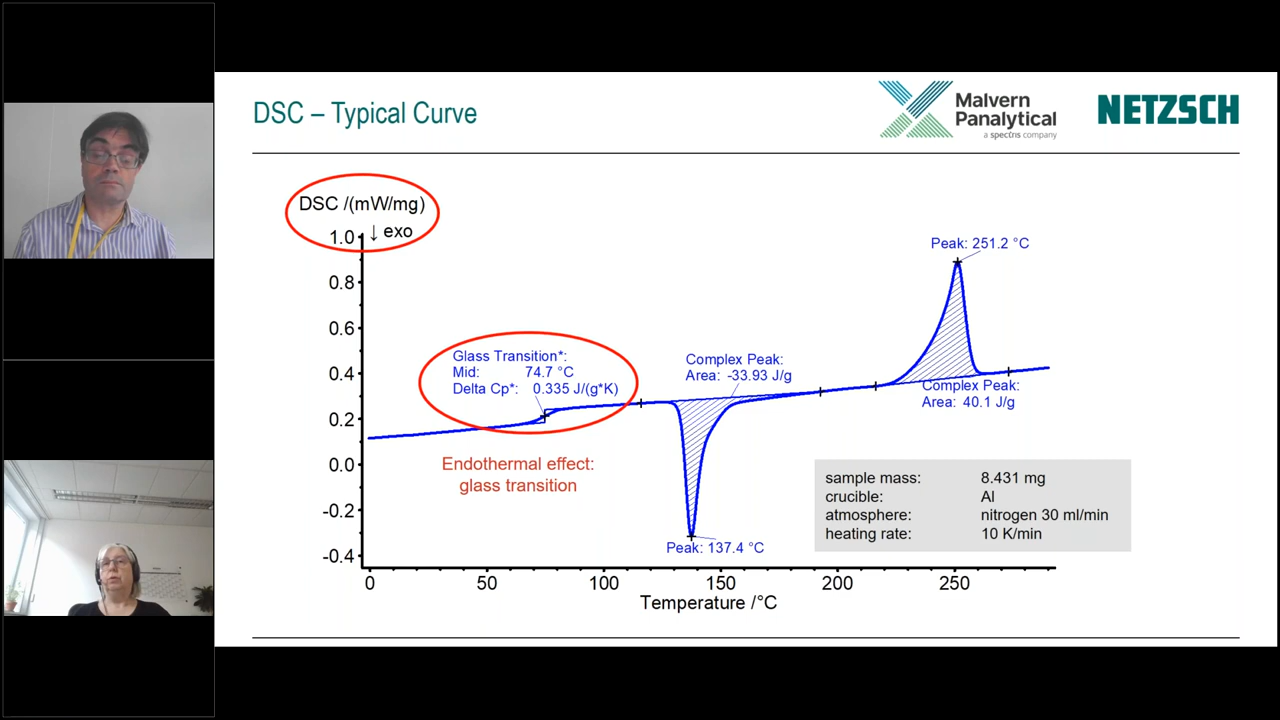 DSC – Typical Curve
Malvern
Panalytical
a spectris company
NETZSCH
DSC /(mW/mg)
↓ exo
1.0
0.8
0.6
0.4
0.2
0.0
-0.2
-0.4
Glass Transition*:
Mid: 74.7 °C
Delta Cp*: 0.335 J/(g*K)
Endothermal effect:
glass transition
Complex Peak:
Area: -33.93 J/g
Peak: 137.4 °C
Peak: 251.2 °C
Complex Peak:
Area: 40.1 J/g
sample mass: 8.431 mg
crucible: Al
atmosphere: nitrogen 30 ml/min
heating rate: 10 K/min
0 50 100 150 200 250
Temperature /°C